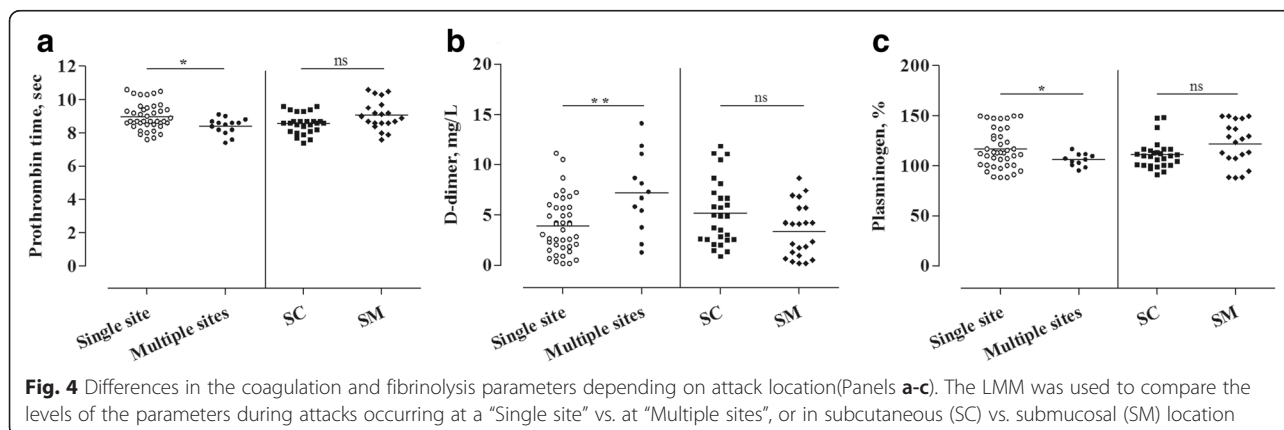 a
b
c
*
ns
12
10
8
6
4
2
0
Prothrombin time, sec
Single site
Multiple sites
SC
SM
**
ns
20
15
10
5
0
D-dimer, mg/L
Single site
Multiple sites
SC
SM
*
ns
200
150
100
50
0
Plasminogen, %
Single site
Multiple sites
SC
SM
Fig. 4 Differences in the coagulation and fibrinolysis parameters depending on attack location(Panels a-c). The LMM was used to compare the
levels of the parameters during attacks occurring at a “Single site” vs. at “Multiple sites”, or in subcutaneous (SC) vs. submucosal (SM) location